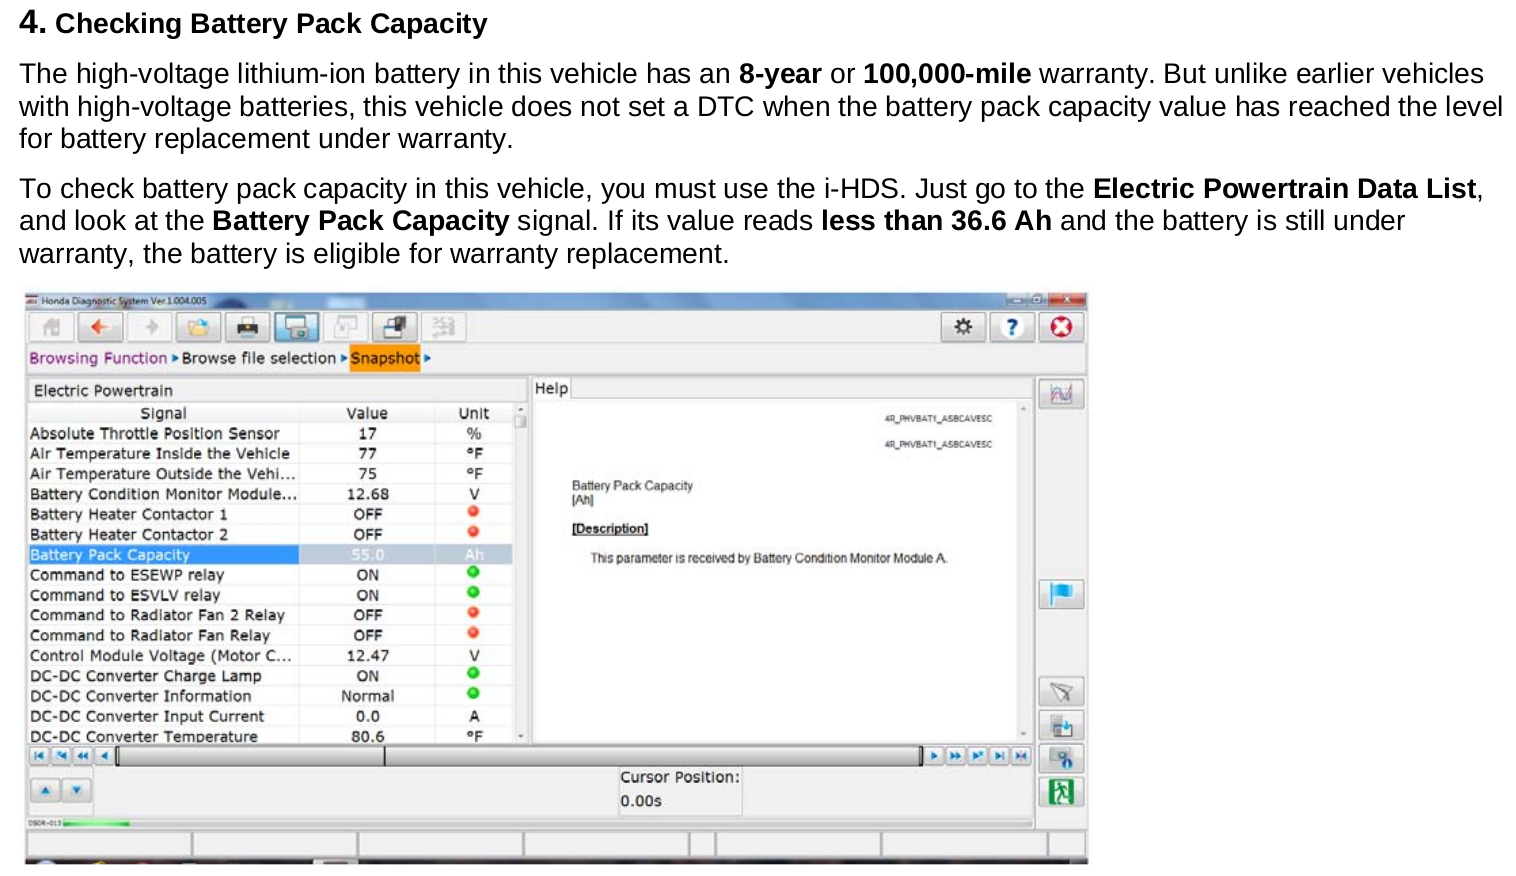 4. Checking Battery Pack Capacity
The high-voltage lithium-ion battery in this vehicle has an 8-year or 100,000-mile warranty. But unlike earlier vehicles
with high-voltage batteries, this vehicle does not set a DTC when the battery pack capacity value has reached the level
for battery replacement under warranty.
To check battery pack capacity in this vehicle, you must use the i-HDS. Just go to the Electric Powertrain Data List,
and look at the Battery Pack Capacity signal. If its value reads less than 36.6 Ah and the battery is still under
warranty, the battery is eligible for warranty replacement.
Honda Diagnostic System Ver.1.004.005
Browsing Function Browse file selection Snapshot
Electric Powertrain
Signal Value Unit
Absolute Throttle Position Sensor 17 %
Air Temperature Inside the Vehicle 77 °F
Air Temperature Outside the Vehi... 75 °F
Battery Condition Monitor Module... 12.68 V
Battery Heater Contactor 1 OFF
Battery Heater Contactor 2 OFF
Battery Pack Capacity 55.0 Ah
Command to ESEWP relay ON
Command to ESVLV relay ON
Command to Radiator Fan 2 Relay OFF
Command to Radiator Fan Relay OFF
Control Module Voltage (Motor C... 12.47 V
DC-DC Converter Charge Lamp ON
DC-DC Converter Information Normal
DC-DC Converter Input Current 0.0 A
DC-DC Converter Temperature 80.6 °F
Help
4R_PHVBAT1_ASBCAVESC
4R_PHVBAT1_ASBCAVESC
Battery Pack Capacity
[Ah]
[Description]
This parameter is received by Battery Condition Monitor Module A.
Cursor Position:
0.00s
DSDR-013